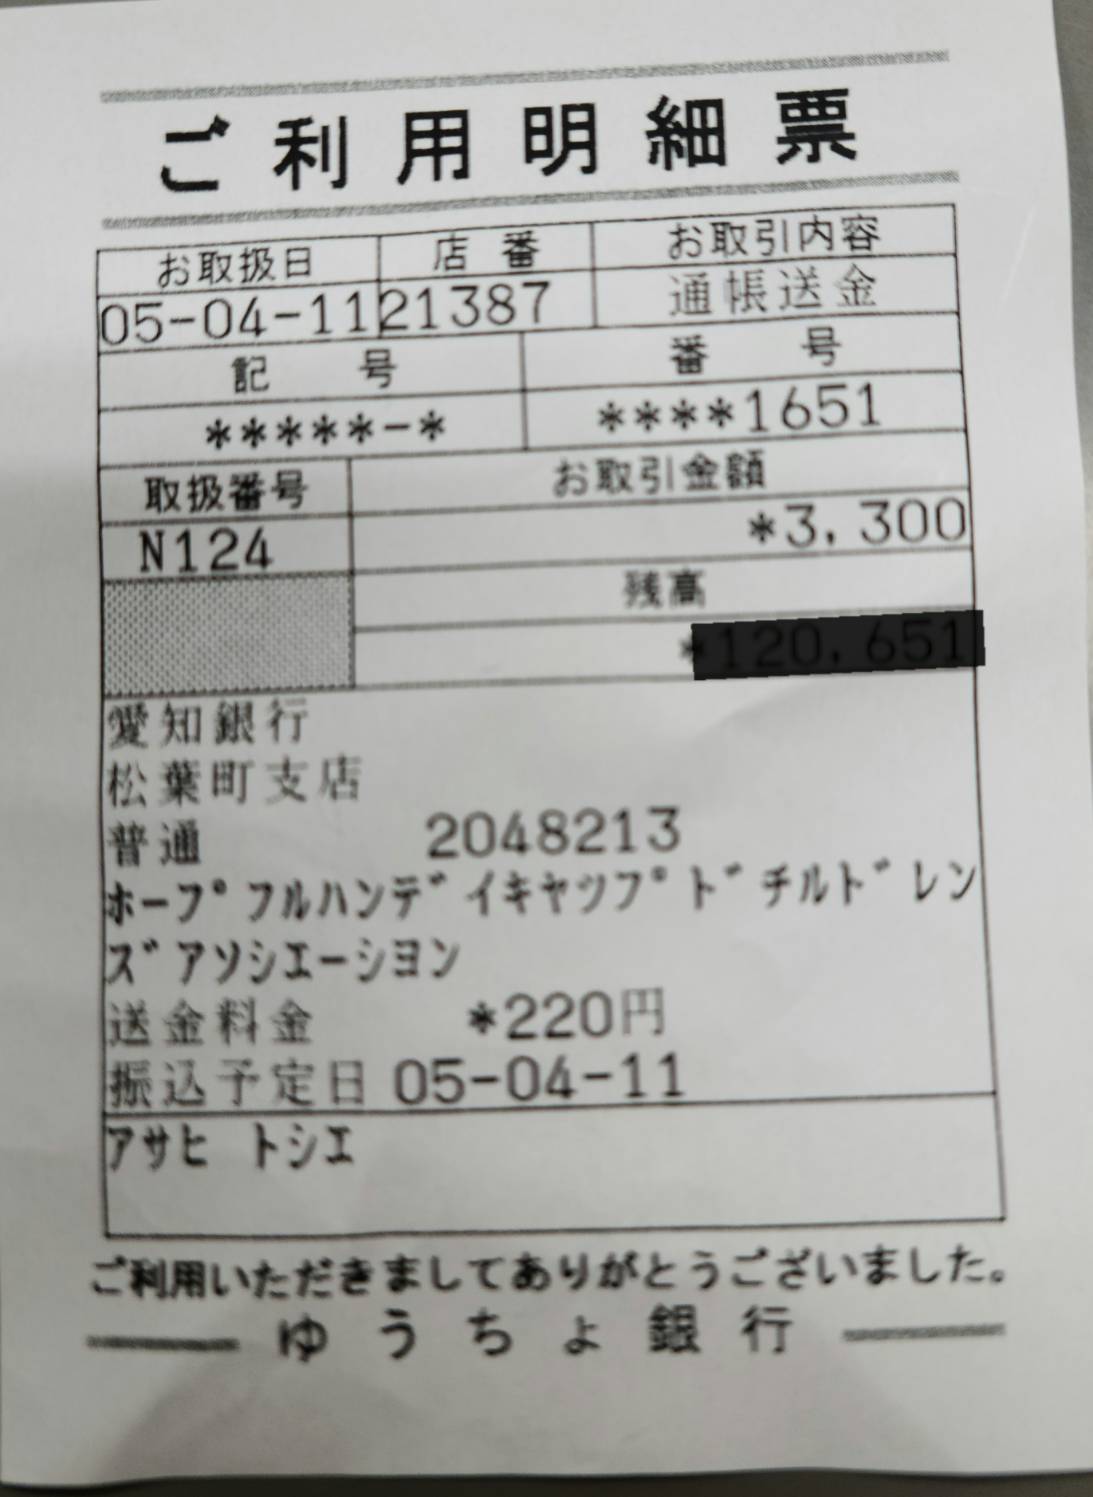 ご利用明細票
お取扱日 店番 お取引内容
05-04-11 21387 通帳送金
記号 番号
*****-* ****1651
取扱番号 お取引金額
N124 *3,300
残高
*120,651
愛知銀行
松葉町支店
普通 2048213
ホープフルハンデイキヤツプドチルドレン
ズアソシエーシヨン
送金料金 *220円
振込予定日 05-04-11
アサヒ トシエ
ご利用いただきましてありがとうございました。
ゆうちょ銀行